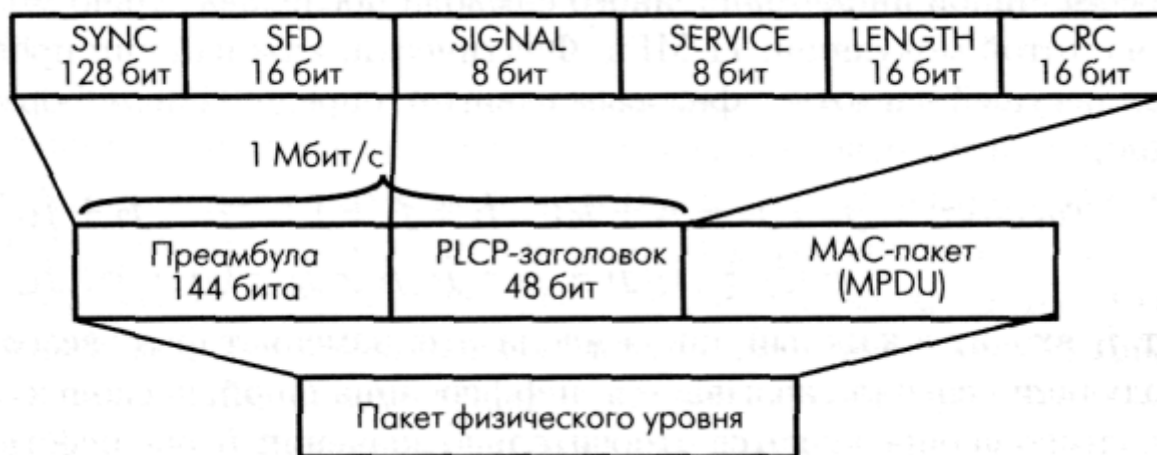 SYNC SFD SIGNAL SERVICE LENGTH CRC
128 бит 16 бит 8 бит 8 бит 16 бит 16 бит
1 Мбит/с
Преамбула PLCP-заголовок MAC-пакет
144 бита 48 бит (MPDU)
Пакет физического уровня